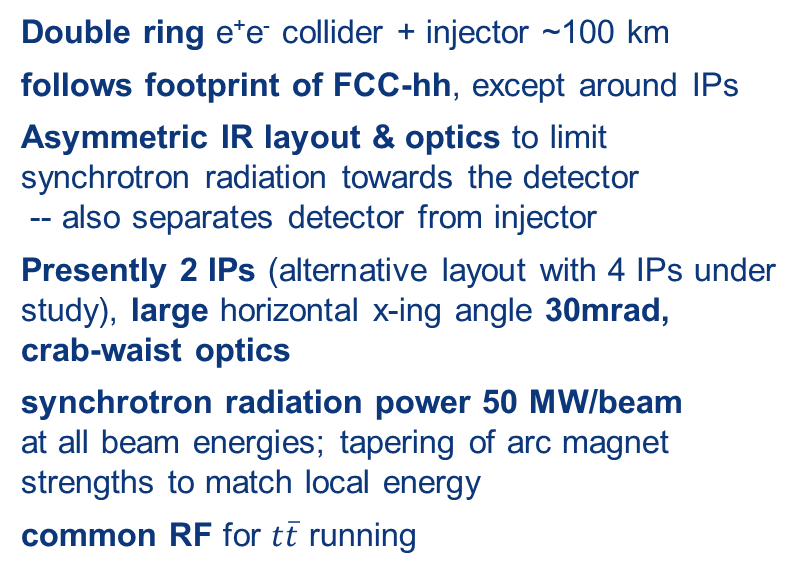 Double ring e⁺e⁻ collider + injector ~100 km
follows footprint of FCC-hh, except around IPs
Asymmetric IR layout & optics to limit
synchrotron radiation towards the detector
-- also separates detector from injector
Presently 2 IPs (alternative layout with 4 IPs under
study), large horizontal x-ing angle 30mrad,
crab-waist optics
synchrotron radiation power 50 MW/beam
at all beam energies; tapering of arc magnet
strengths to match local energy
common RF for tt̄ running